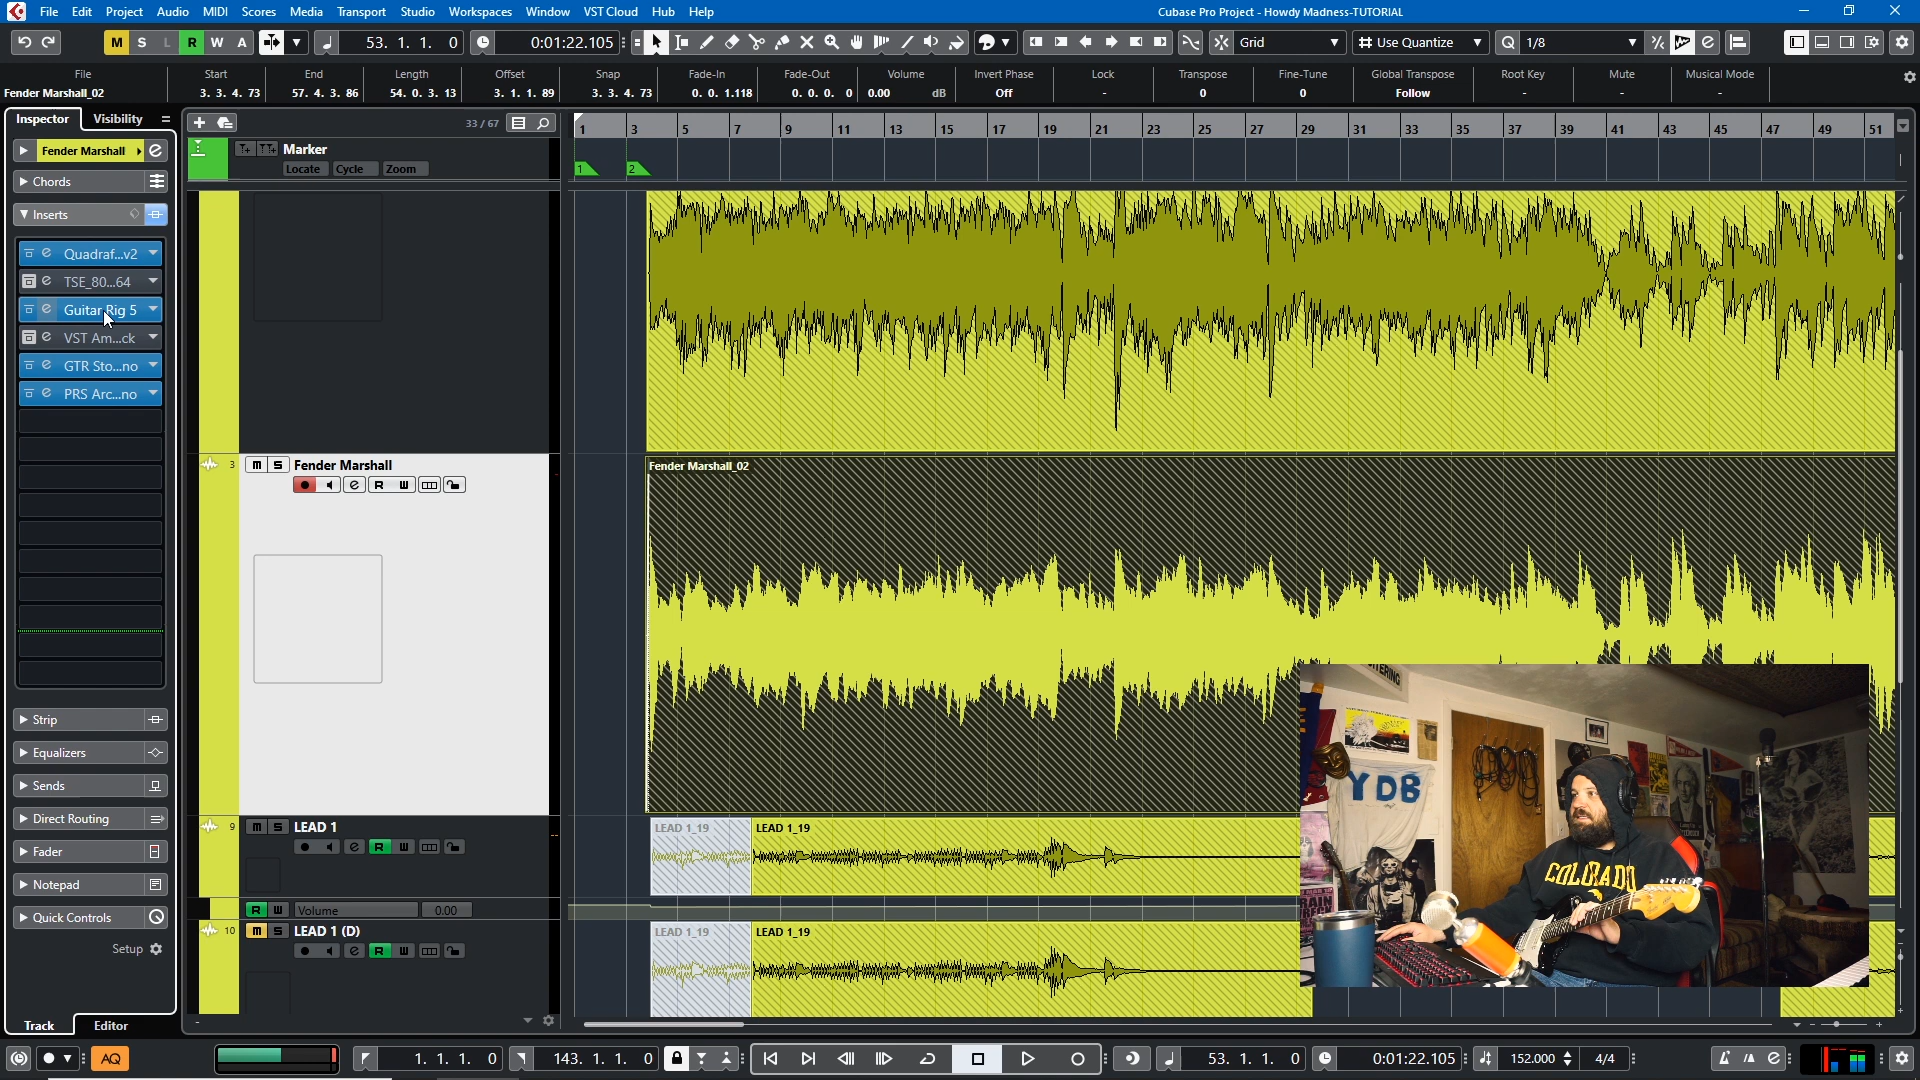 File Edit Project Audio MIDI Scores Media Transport Studio Workspaces Window VST Cloud Hub Help
Cubase Pro Project - Howdy Madness-TUTORIAL
M S L R W A
53. 1. 1. 0
0:01:22.105
Grid
Use Quantize
1/8
File Start End Length Offset Snap Fade-In Fade-Out Volume Invert Phase Lock Transpose Fine-Tune Global Transpose Root Key Mute Musical Mode
Fender Marshall_02 3. 3. 4. 73 57. 4. 3. 86 54. 0. 3. 13 3. 1. 1. 89 3. 3. 4. 73 0. 0. 1.118 0. 0. 0. 0 0.00 dB Off - 0 0 Follow - - -
Inspector Visibility
33 / 67
1 3 5 7 9 11 13 15 17 19 21 23 25 27 29 31 33 35 37 39 41 43 45 47 49 51
Fender Marshall
Marker
Locate Cycle Zoom
1 2
Chords
Inserts
Quadraf...v2
TSE_80...64
Guitar Rig 5
VST Am...ck
GTR Sto...no
PRS Arc...no
3 m S Fender Marshall
R W
Fender Marshall_02
Strip
Equalizers
Sends
Direct Routing
Fader
Notepad
Quick Controls
Setup
9 m S LEAD 1
R W
LEAD 1_19 LEAD 1_19
R W Volume 0.00
10 m S LEAD 1 (D)
R W
LEAD 1_19 LEAD 1_19
YDB
COLORADO
Track Editor
AQ
1. 1. 1. 0
143. 1. 1. 0
53. 1. 1. 0
0:01:22.105
152.000
4/4